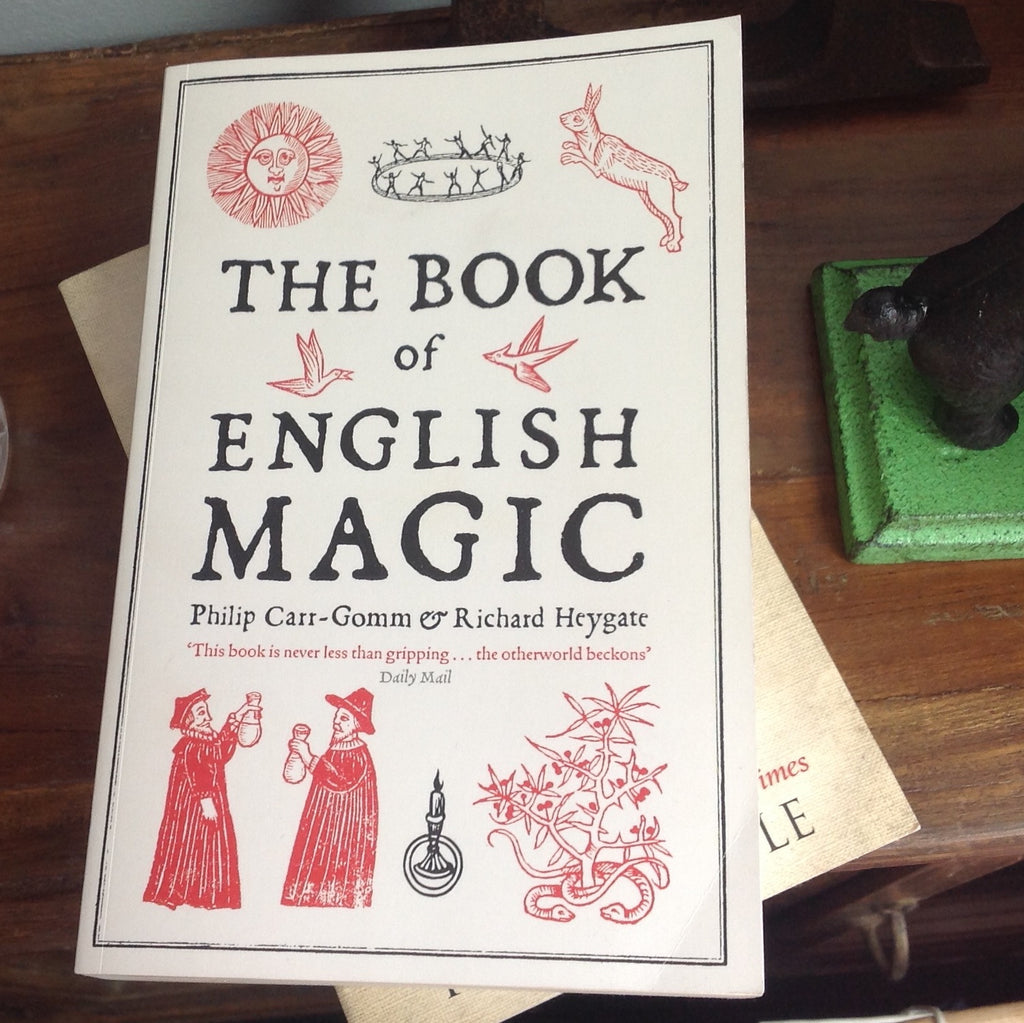 THE BOOK
of
ENGLISH
MAGIC
Philip Carr-Gomm & Richard Heygate
‘This book is never less than gripping . . . the otherworld beckons’
Daily Mail
imes
LE